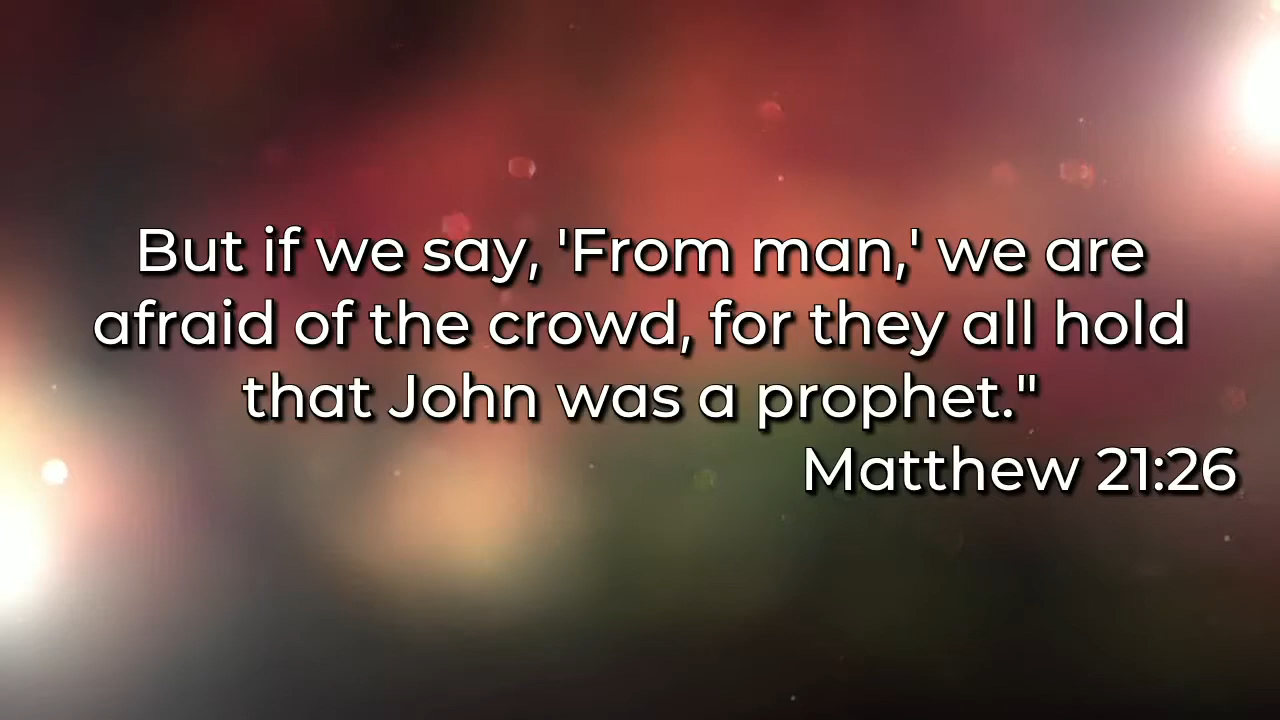 But if we say, 'From man,' we are
afraid of the crowd, for they all hold
that John was a prophet."
Matthew 21:26